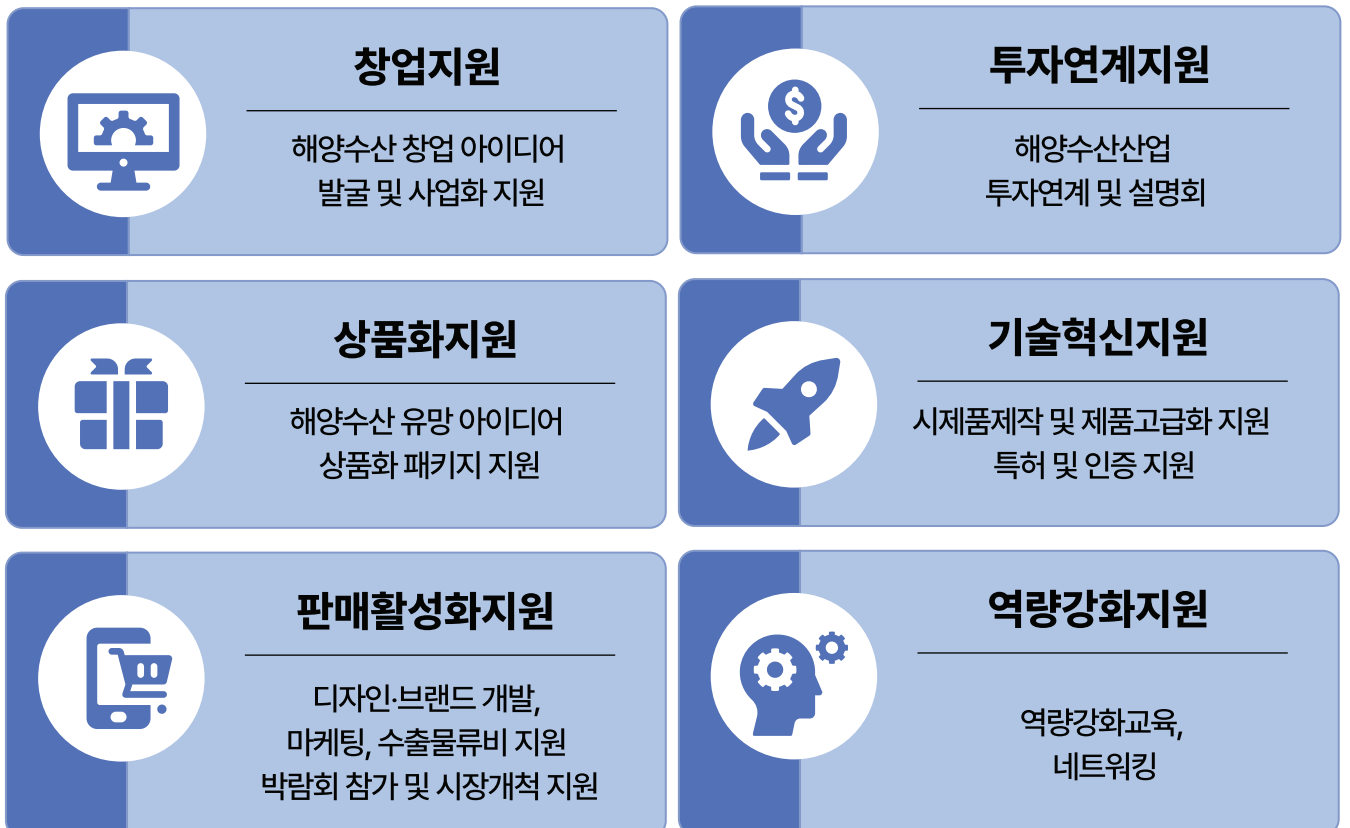 창업지원
해양수산 창업 아이디어
발굴 및 사업화 지원
투자연계지원
해양수산산업
투자연계 및 설명회
상품화지원
해양수산 유망 아이디어
상품화 패키지 지원
기술혁신지원
시제품제작 및 제품고급화 지원
특허 및 인증 지원
판매활성화지원
디자인·브랜드 개발,
마케팅, 수출물류비 지원
박람회 참가 및 시장개척 지원
역량강화지원
역량강화교육,
네트워킹